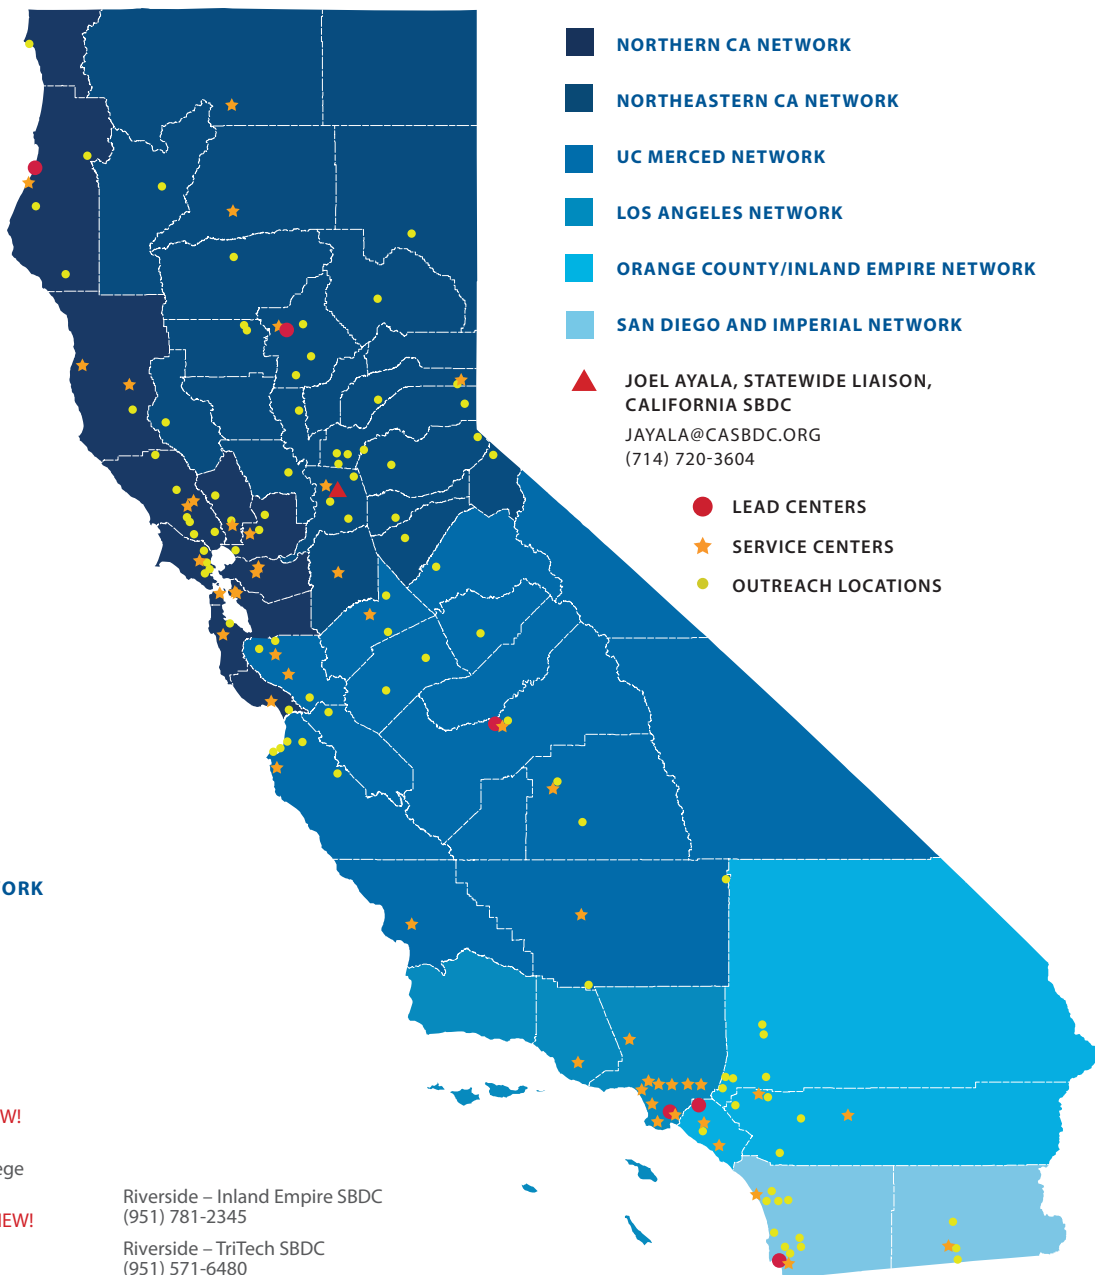 NORTHERN CA NETWORK
NORTHEASTERN CA NETWORK
UC MERCED NETWORK
LOS ANGELES NETWORK
ORANGE COUNTY/INLAND EMPIRE NETWORK
SAN DIEGO AND IMPERIAL NETWORK
JOEL AYALA, STATEWIDE LIAISON,
CALIFORNIA SBDC
JAYALA@CASBDC.ORG
(714) 720-3604
LEAD CENTERS
SERVICE CENTERS
OUTREACH LOCATIONS
ORK
W!
ege
NEW!
Riverside – Inland Empire SBDC
(951) 781-2345
Riverside – TriTech SBDC
(951) 571-6480